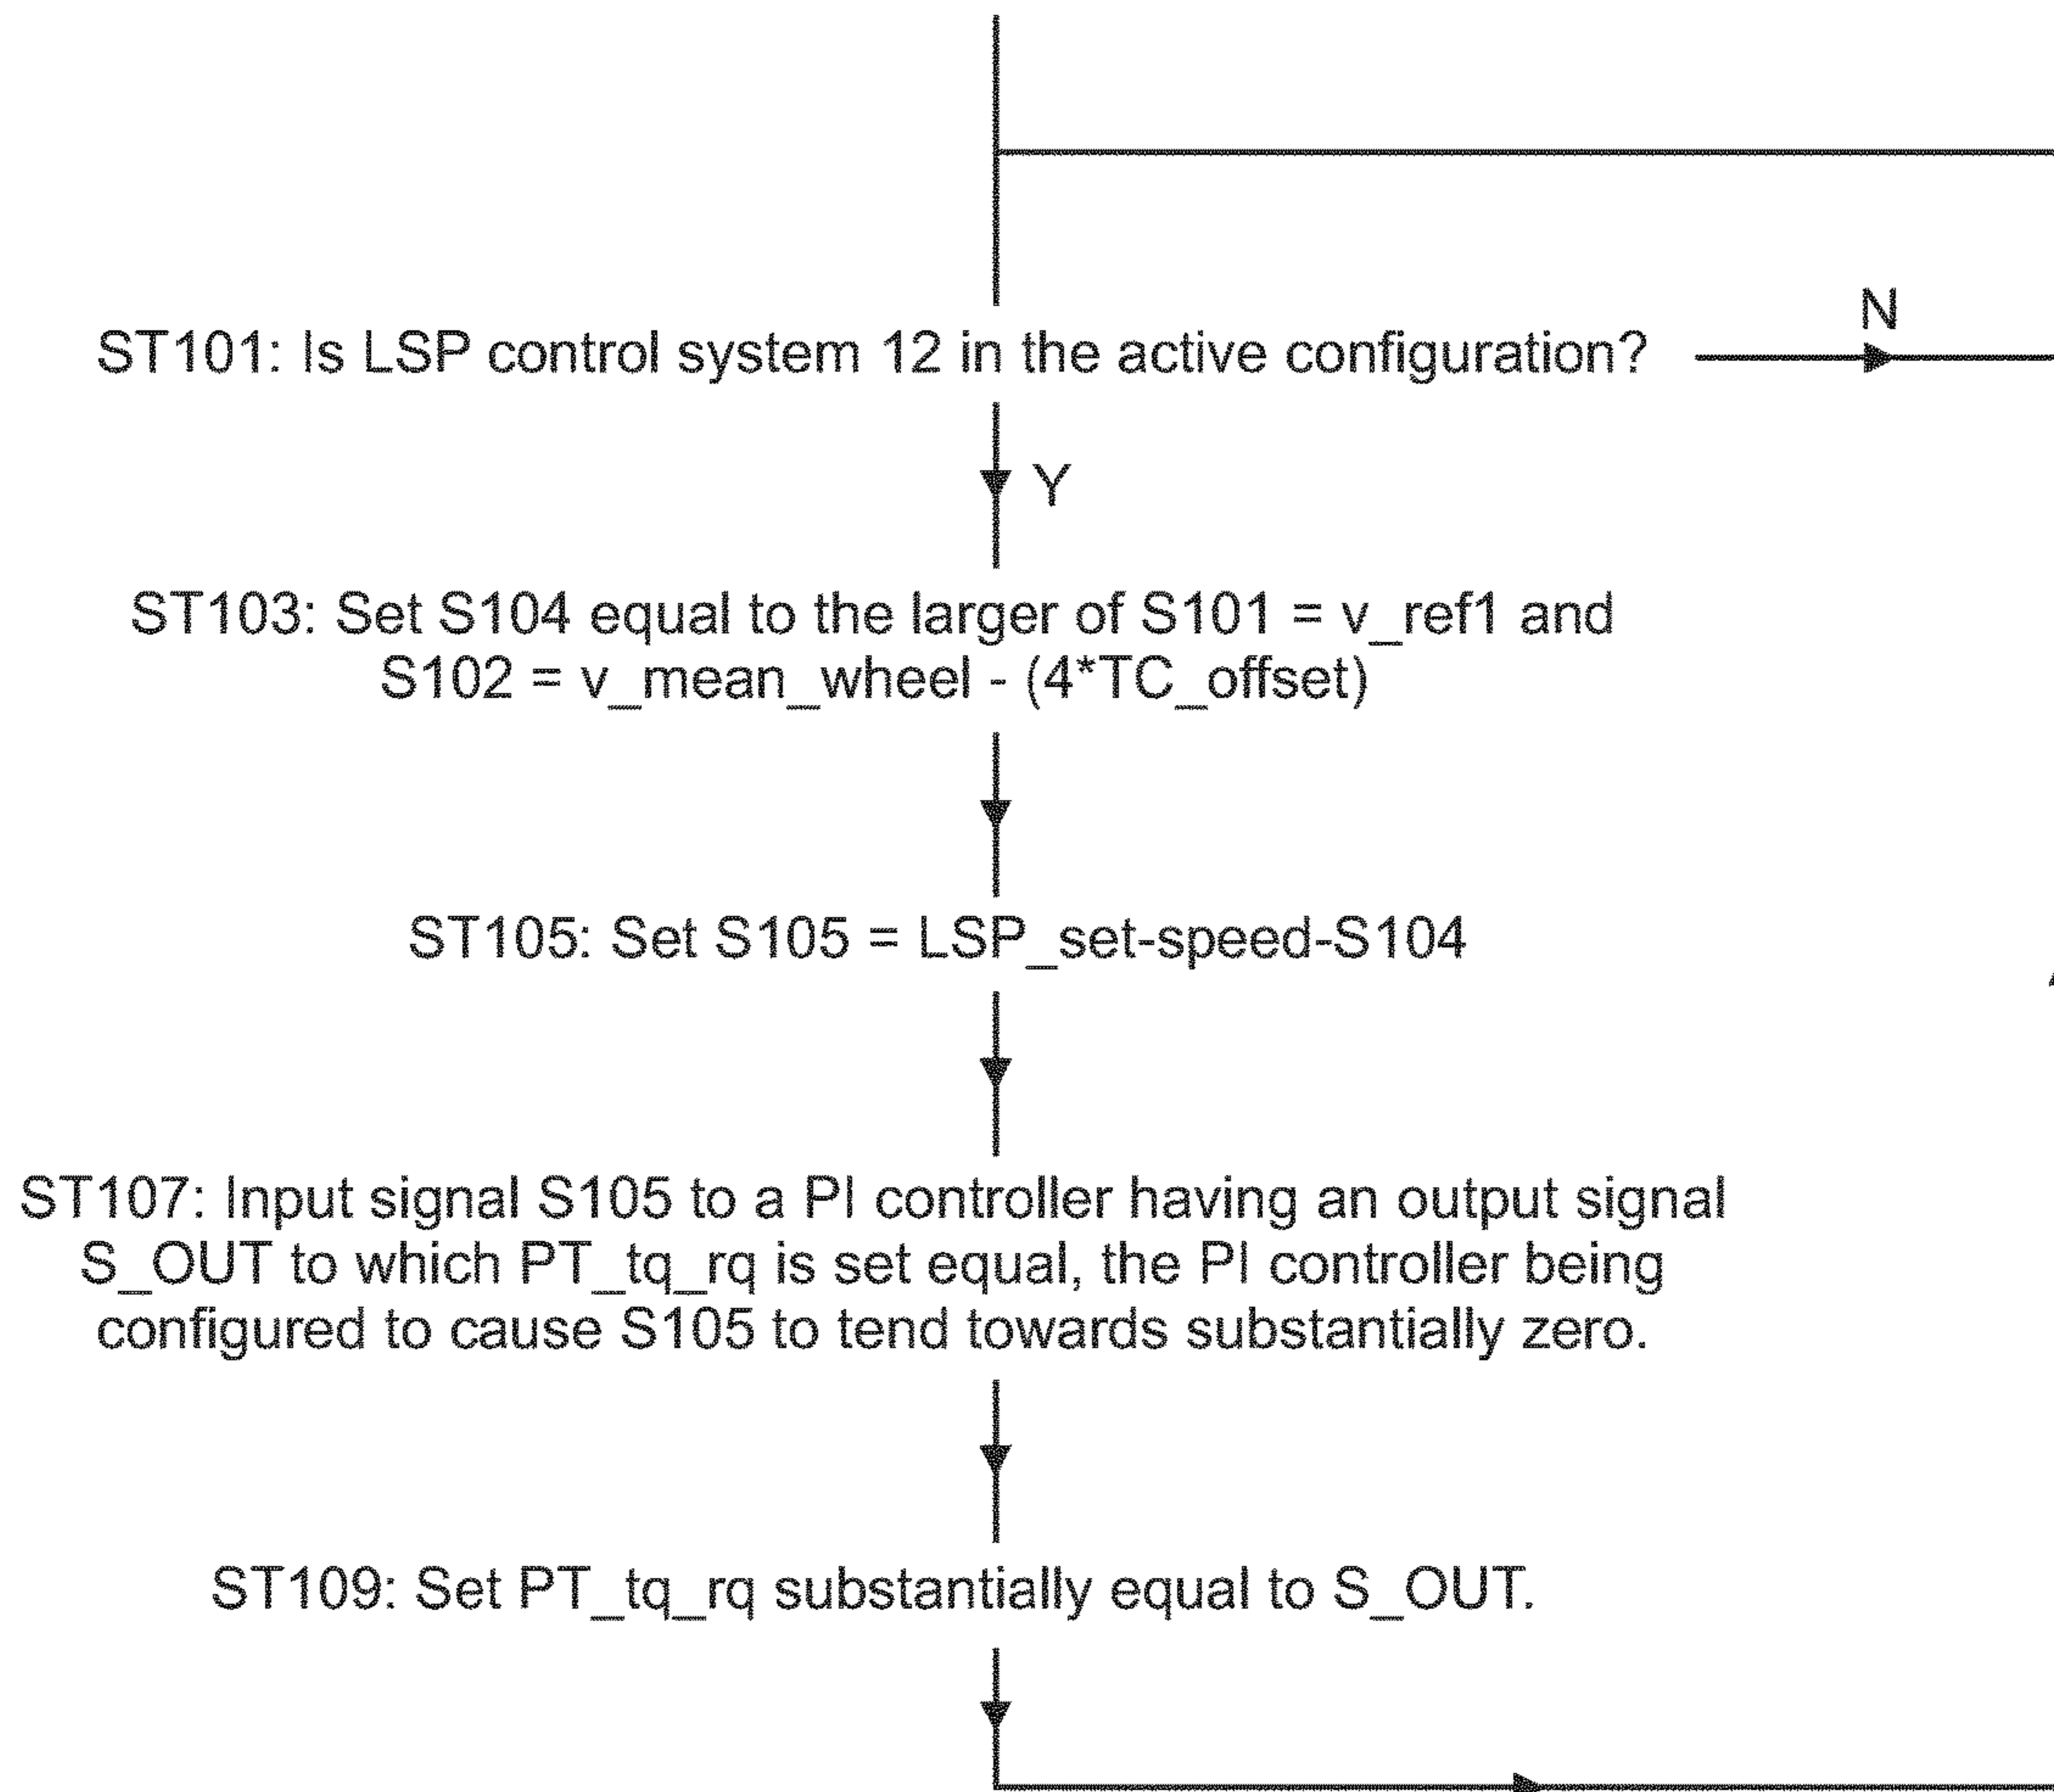 ST101: Is LSP control system 12 in the active configuration?
N
Y
ST103: Set S104 equal to the larger of S101 = v_ref1 and
S102 = v_mean_wheel - (4*TC_offset)
ST105: Set S105 = LSP_set-speed-S104
ST107: Input signal S105 to a PI controller having an output signal
S_OUT to which PT_tq_rq is set equal, the PI controller being
configured to cause S105 to tend towards substantially zero.
ST109: Set PT_tq_rq substantially equal to S_OUT.